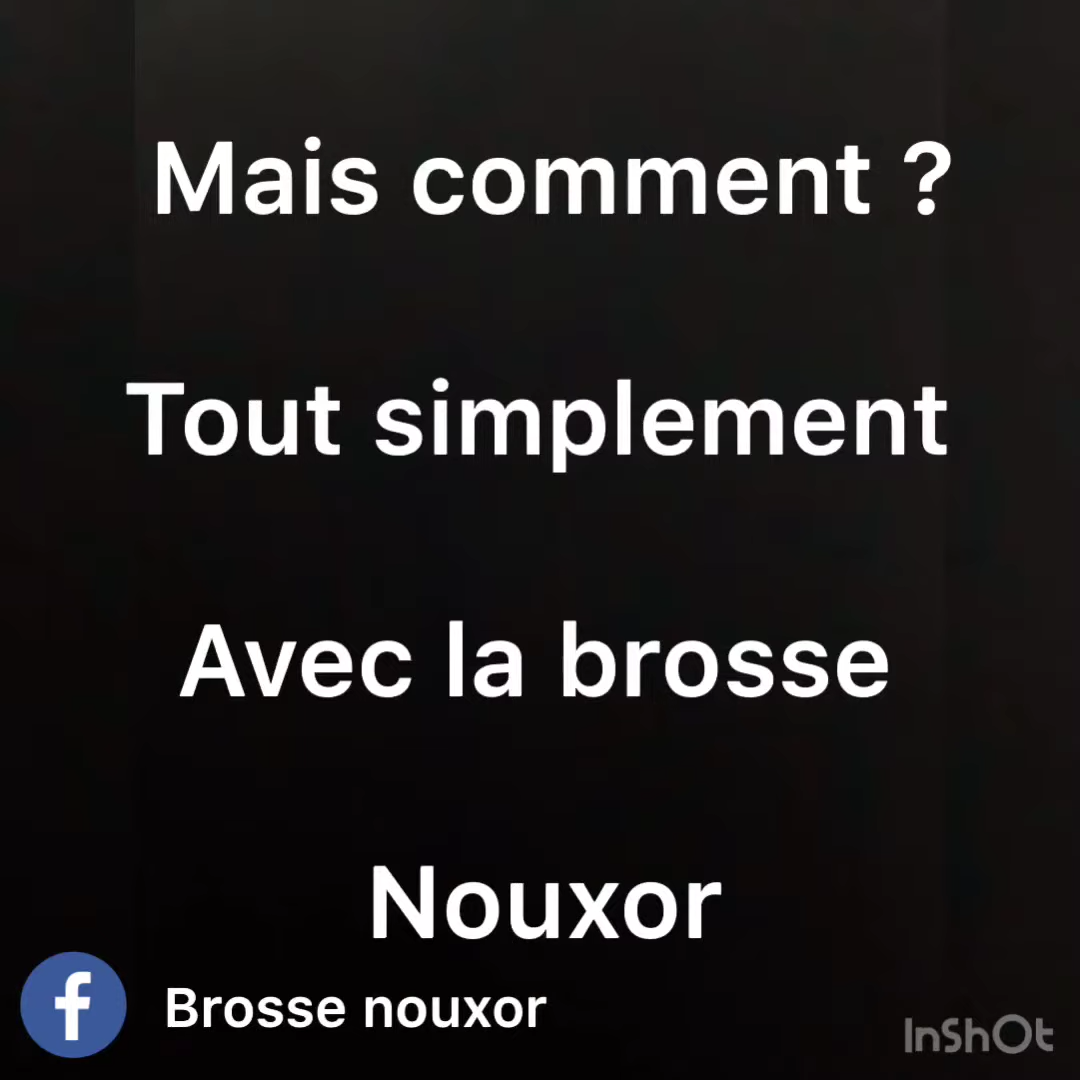 Mais comment ?
Tout simplement
Avec la brosse
Nouxor
f Brosse nouxor
InShOt